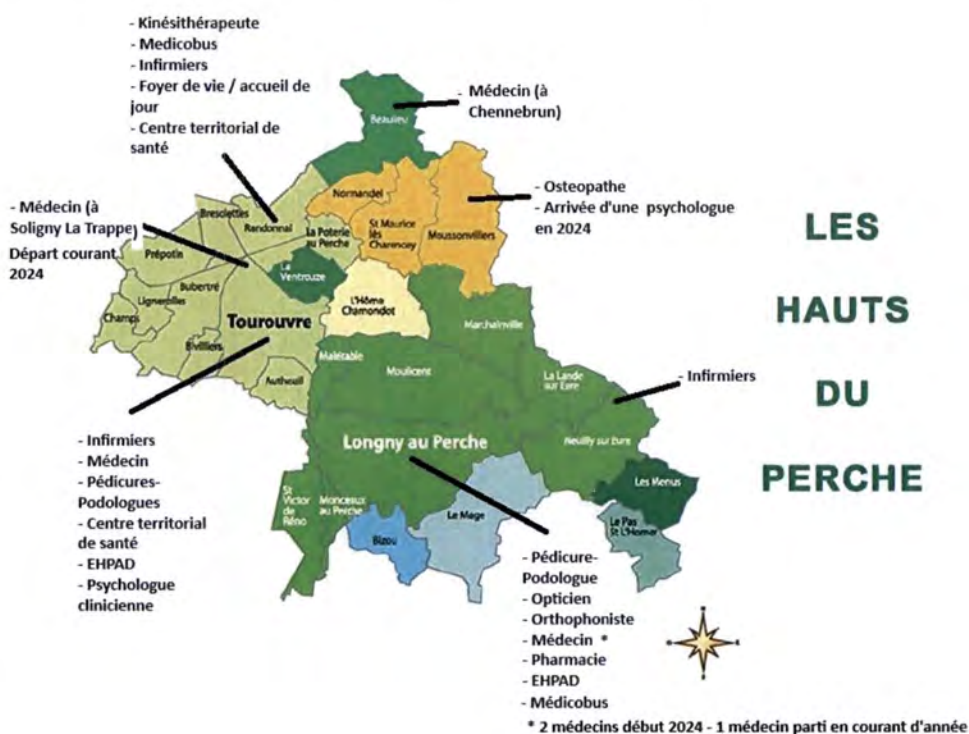 - Kinésithérapeute
- Medicobus
- Infirmiers
- Foyer de vie / accueil de
jour
- Centre territorial de
santé
- Médecin (à
Chennebrun)
Beaulieu
- Osteopathe
- Arrivée d'une psychologue
en 2024
- Médecin (à
Soligny La Trappe)
Départ courant
2024
LES
HAUTS
DU
PERCHE
Normandel
St Maurice
lès
Charencey
Moussonvilliers
Bresolettes
Randonnai
La Poterie
au Perche
Prépotin
La
Ventrouze
Bubertré
Lignerolles
Champs
Tourouvre
L'Hôme
Chamondot
Bivilliers
Autheuil
Marchainville
Malétable
Moulicent
La Lande
sur Eure
- Infirmiers
Longny au Perche
Neuilly sur Eure
Les Menus
St
Victor
de
Réno
Monceaux
au Perche
Le Mage
Bizou
Le Pas
St L'Homer
- Infirmiers
- Médecin
- Pédicures-
Podologues
- Centre territorial
de santé
- EHPAD
- Psychologue
clinicienne
- Pédicure-
Podologue
- Opticien
- Orthophoniste
- Médecin *
- Pharmacie
- EHPAD
- Médicobus
* 2 médecins début 2024 - 1 médecin parti en courant d'année